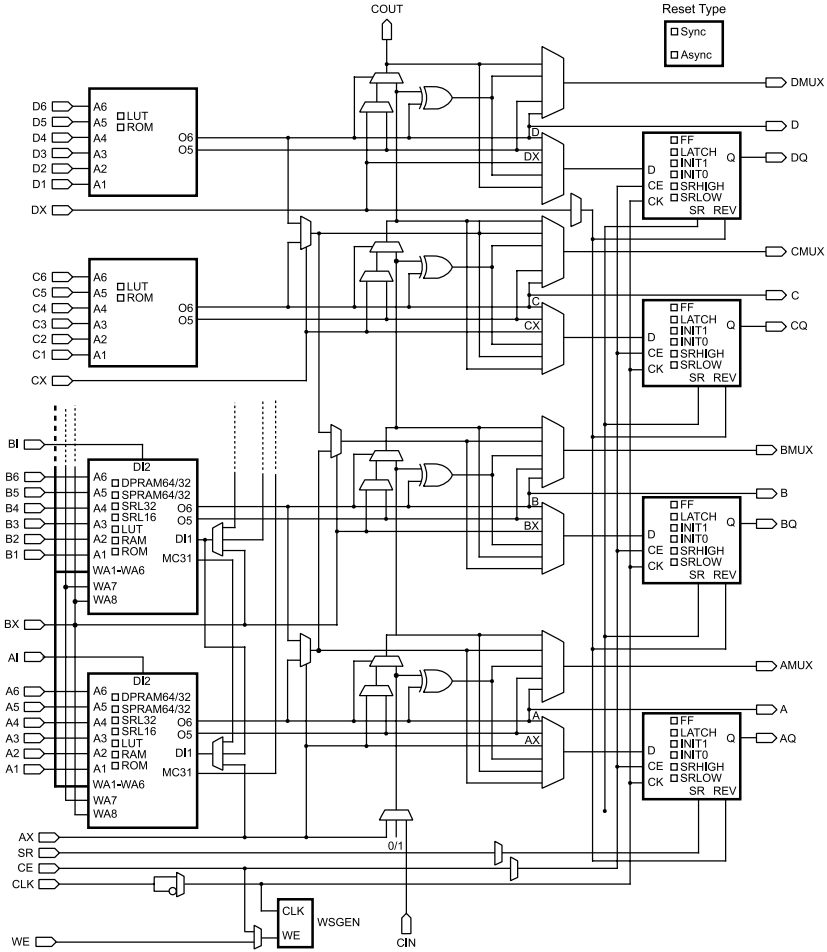 COUT
Reset Type
Sync
Async
DMUX
D6
D5
D4
D3
D2
D1
A6
A5
A4
A3
A2
A1
LUT
ROM
O6
O5
D
D
DX
DX
D
CE
CK
FF
LATCH
INIT1
INIT0
SRHIGH
SRLOW
Q
SR REV
DQ
CMUX
C6
C5
C4
C3
C2
C1
A6
A5
A4
A3
A2
A1
LUT
ROM
O6
O5
C
C
CX
CX
D
CE
CK
FF
LATCH
INIT1
INIT0
SRHIGH
SRLOW
Q
SR REV
CQ
BI
BMUX
B6
B5
B4
B3
B2
B1
DI2
A6
A5
A4
A3
A2
A1
WA1-WA6
WA7
WA8
DPRAM64/32
SPRAM64/32
SRL32
SRL16
LUT
RAM
ROM
O6
O5
DI1
MC31
B
B
BX
BX
D
CE
CK
FF
LATCH
INIT1
INIT0
SRHIGH
SRLOW
Q
SR REV
BQ
AI
AMUX
A6
A5
A4
A3
A2
A1
DI2
A6
A5
A4
A3
A2
A1
WA1-WA6
WA7
WA8
DPRAM64/32
SPRAM64/32
SRL32
SRL16
LUT
RAM
ROM
O6
O5
DI1
MC31
A
A
AX
D
CE
CK
FF
LATCH
INIT1
INIT0
SRHIGH
SRLOW
Q
SR REV
AQ
AX
0/1
SR
CE
CLK
CLK
WE
WSGEN
WE
CIN